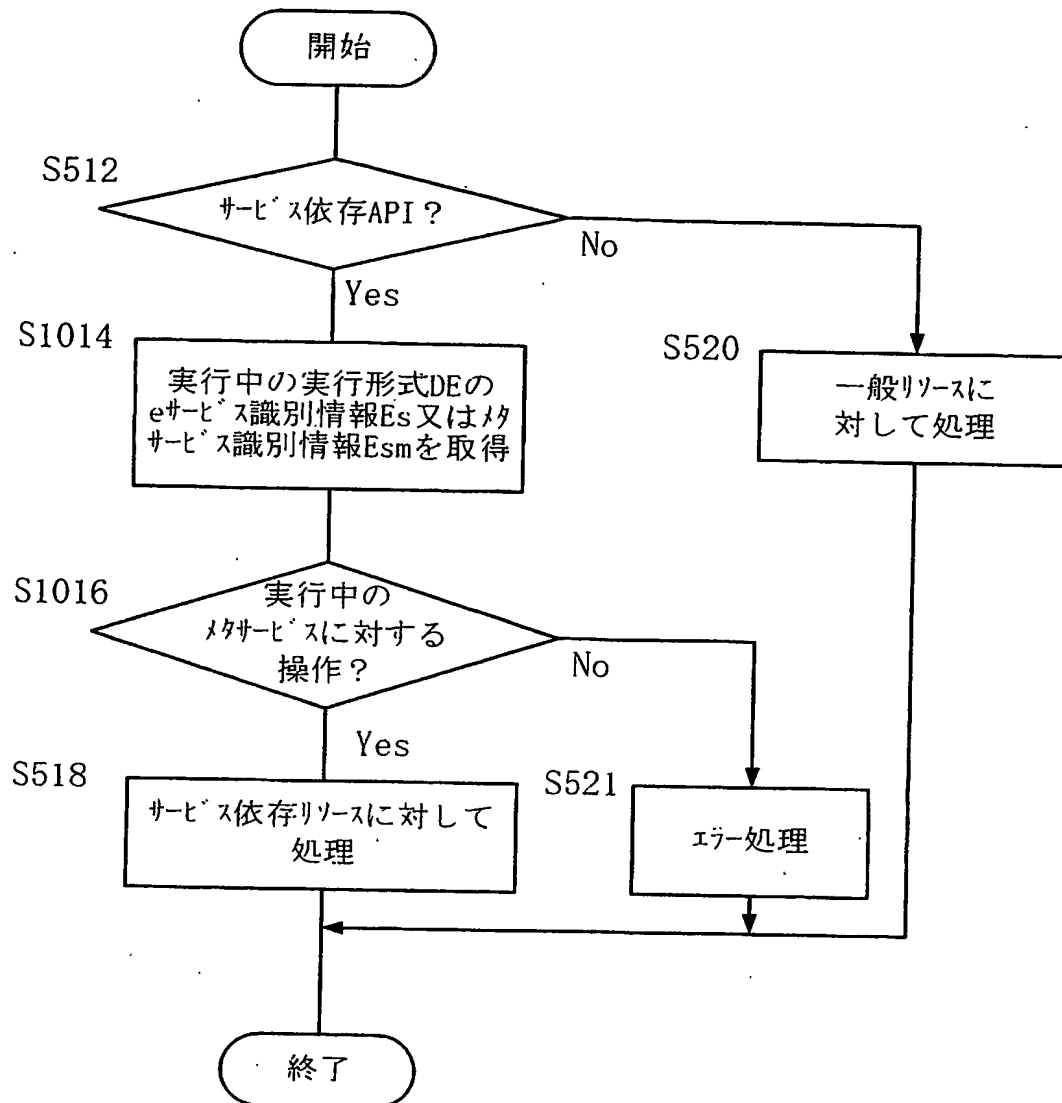 開始
S512
サービス依存API？
No
Yes
S1014
実行中の実行形式DEの
eサービス識別情報Es又はメタ
サービス識別情報Esmを取得
S520
一般リソースに
対して処理
S1016
実行中の
メタサービスに対する
操作？
No
Yes
S518
サービス依存リソースに対して
処理
S521
エラー処理
終了